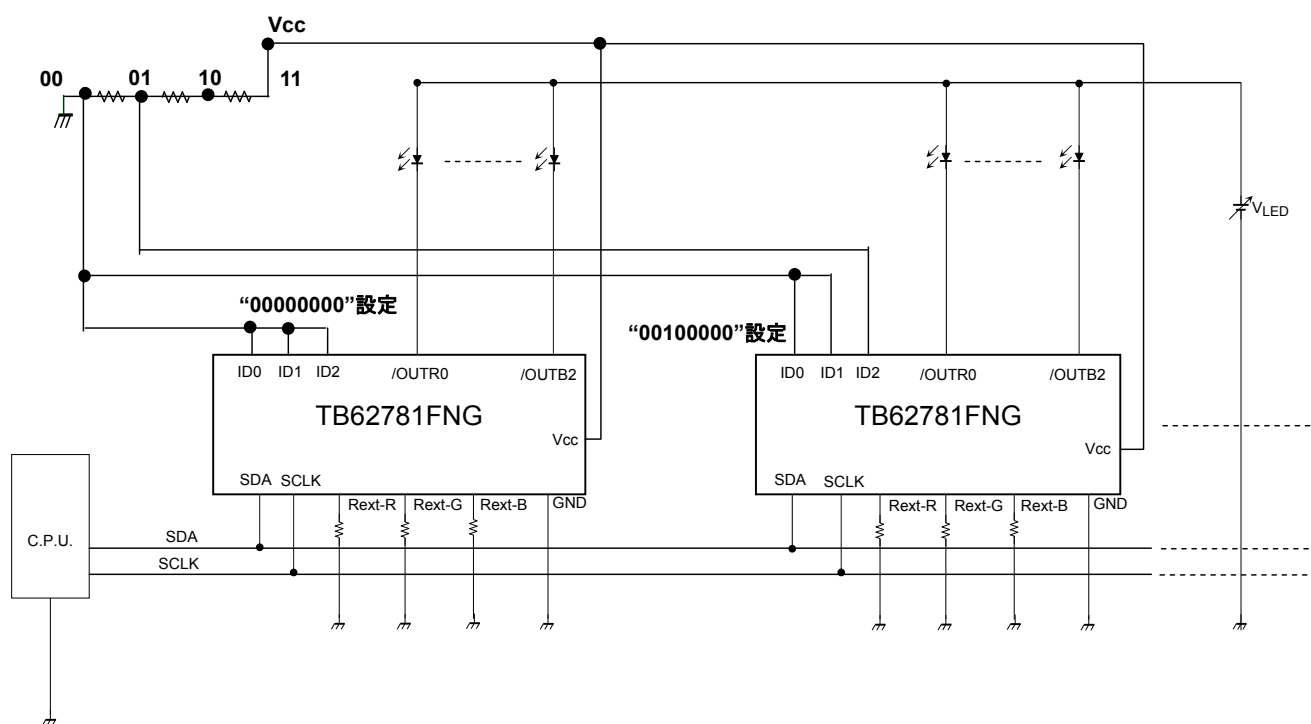 Vcc
00 01 10 11
VLED
“00000000”設定
“00100000”設定
ID0 ID1 ID2 /OUTR0 /OUTB2
TB62781FNG
Vcc
SDA SCLK
Rext-R Rext-G Rext-B GND
ID0 ID1 ID2 /OUTR0 /OUTB2
TB62781FNG
Vcc
SDA SCLK
Rext-R Rext-G Rext-B GND
C.P.U.
SDA
SCLK